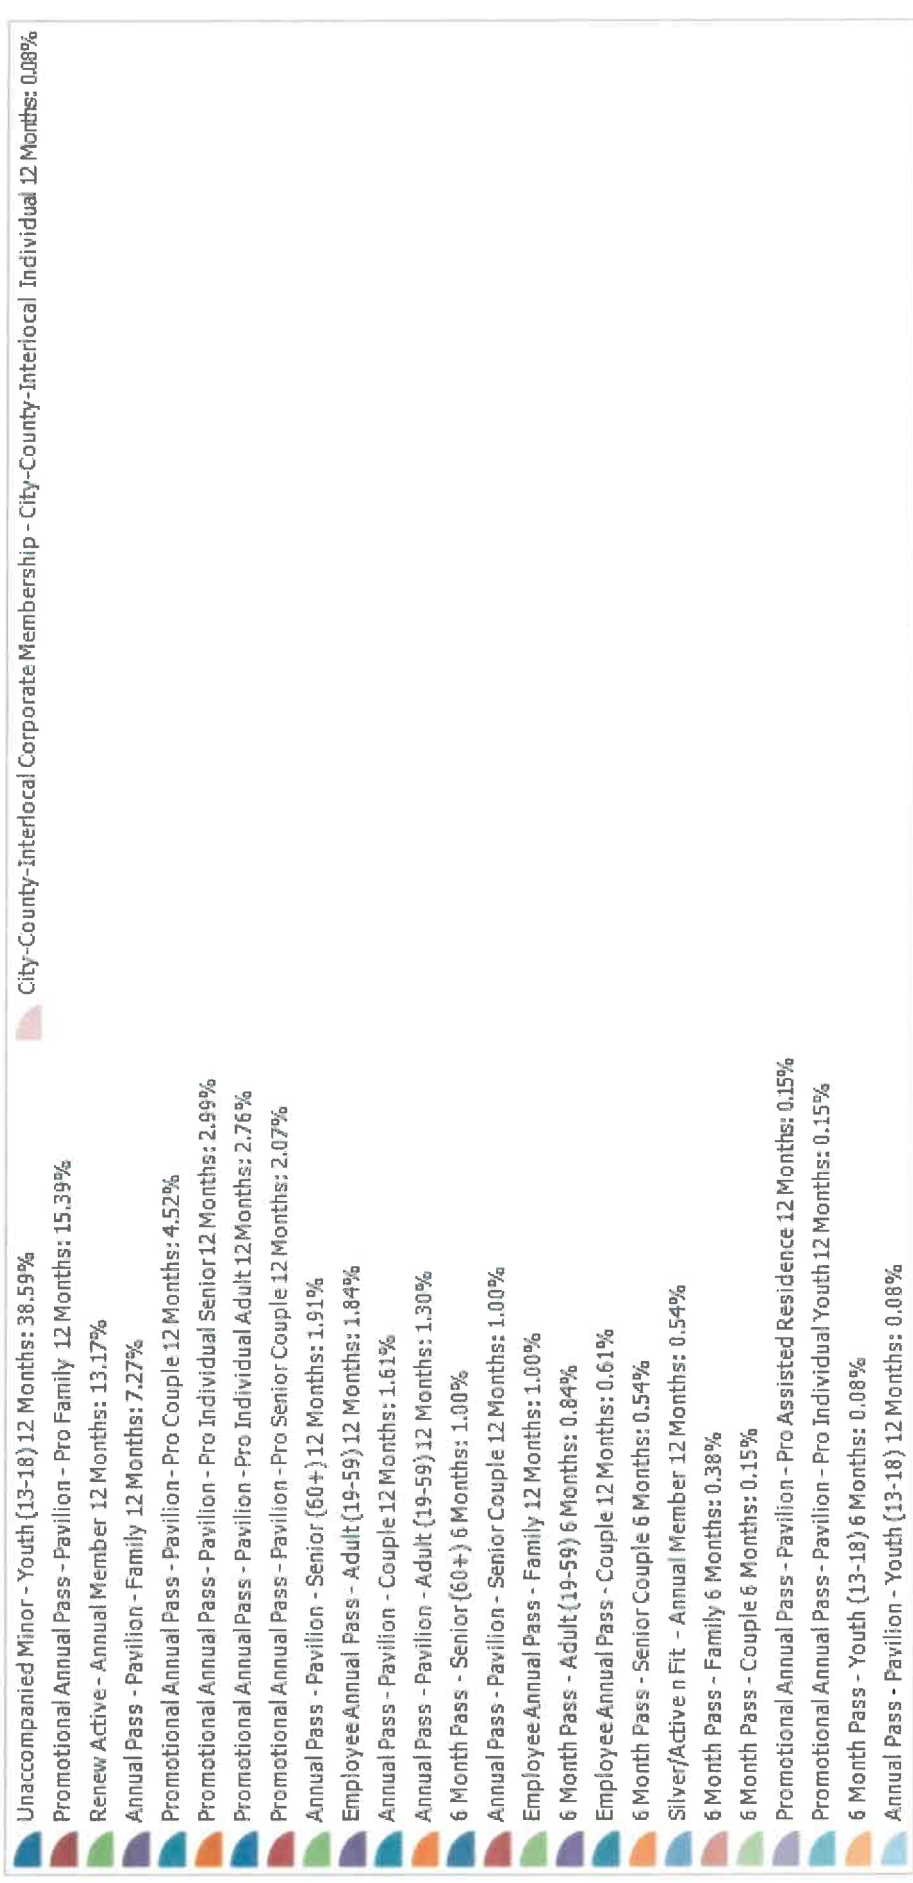 Unaccompanied Minor - Youth (13-18) 12 Months: 38.59%
Promotional Annual Pass - Pavilion - Pro Family 12 Months: 15.39%
Renew Active - Annual Member 12 Months: 13.17%
Annual Pass - Pavilion - Family 12 Months: 7.27%
Promotional Annual Pass - Pavilion - Pro Couple 12 Months: 4.52%
Promotional Annual Pass - Pavilion - Pro Individual Senior 12 Months: 2.99%
Promotional Annual Pass - Pavilion - Pro Individual Adult 12 Months: 2.76%
Promotional Annual Pass - Pavilion - Pro Senior Couple 12 Months: 2.07%
Annual Pass - Pavilion - Senior (60+) 12 Months: 1.91%
Employee Annual Pass - Adult (19-59) 12 Months: 1.84%
Annual Pass - Pavilion - Couple 12 Months: 1.61%
Annual Pass - Pavilion - Adult (19-59) 12 Months: 1.30%
6 Month Pass - Senior (60+) 6 Months: 1.00%
Annual Pass - Pavilion - Senior Couple 12 Months: 1.00%
Employee Annual Pass - Family 12 Months: 1.00%
6 Month Pass - Adult (19-59) 6 Months: 0.84%
Employee Annual Pass - Couple 12 Months: 0.61%
6 Month Pass - Senior Couple 6 Months: 0.54%
Silver/Active n Fit - Annual Member 12 Months: 0.54%
6 Month Pass - Family 6 Months: 0.38%
6 Month Pass - Couple 6 Months: 0.15%
Promotional Annual Pass - Pavilion - Pro Assisted Residence 12 Months: 0.15%
Promotional Annual Pass - Pavilion - Pro Individual Youth 12 Months: 0.15%
6 Month Pass - Youth (13-18) 6 Months: 0.08%
Annual Pass - Pavilion - Youth (13-18) 12 Months: 0.08%
City-County-Interlocal Corporate Membership - City-County-Interlocal Individual 12 Months: 0.08%